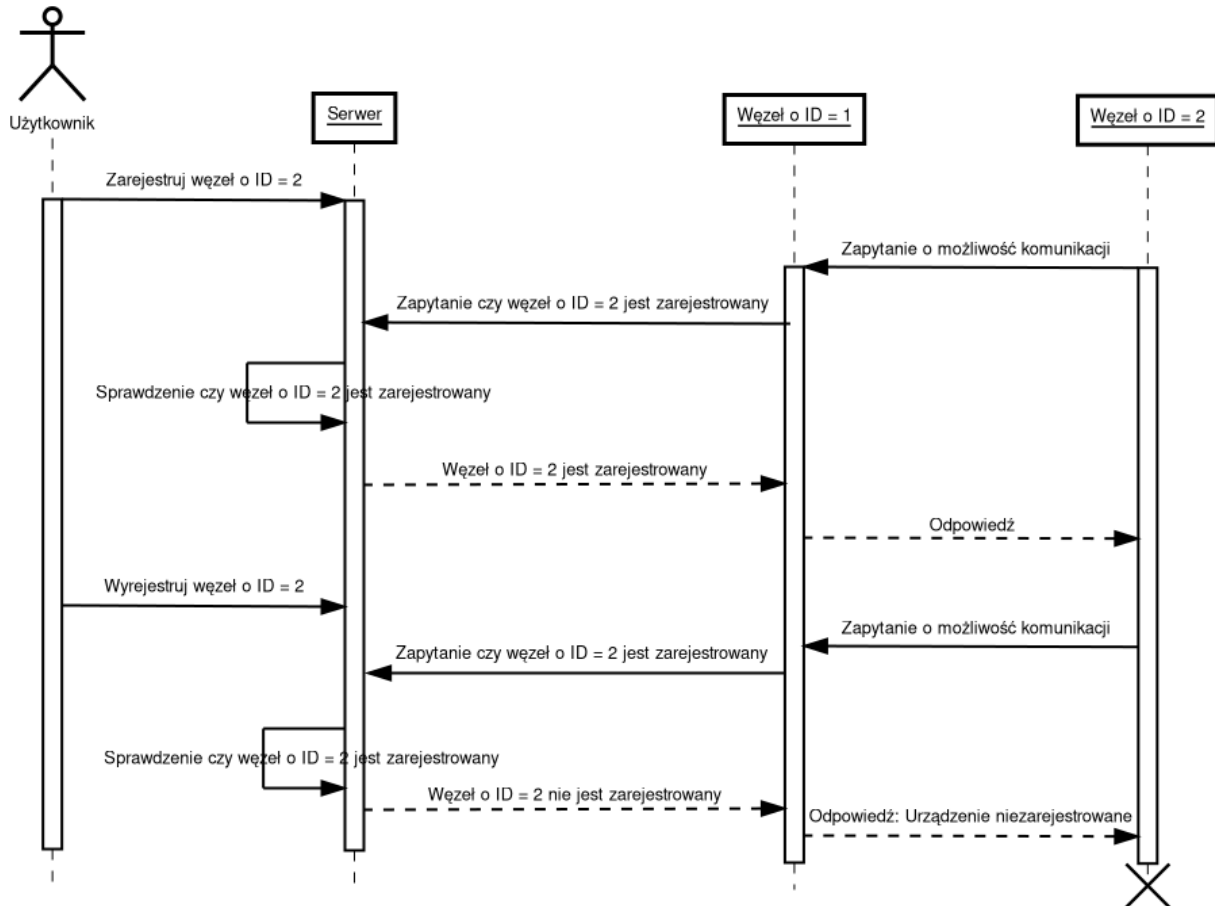 Użytkownik
Serwer
Węzeł o ID = 1
Węzeł o ID = 2
Zarejestruj węzeł o ID = 2
Zapytanie o możliwość komunikacji
Zapytanie czy węzeł o ID = 2 jest zarejestrowany
Sprawdzenie czy węzeł o ID = 2 jest zarejestrowany
Węzeł o ID = 2 jest zarejestrowany
Odpowiedź
Wyrejestruj węzeł o ID = 2
Zapytanie o możliwość komunikacji
Zapytanie czy węzeł o ID = 2 jest zarejestrowany
Sprawdzenie czy węzeł o ID = 2 jest zarejestrowany
Węzeł o ID = 2 nie jest zarejestrowany
Odpowiedź: Urządzenie niezarejestrowane